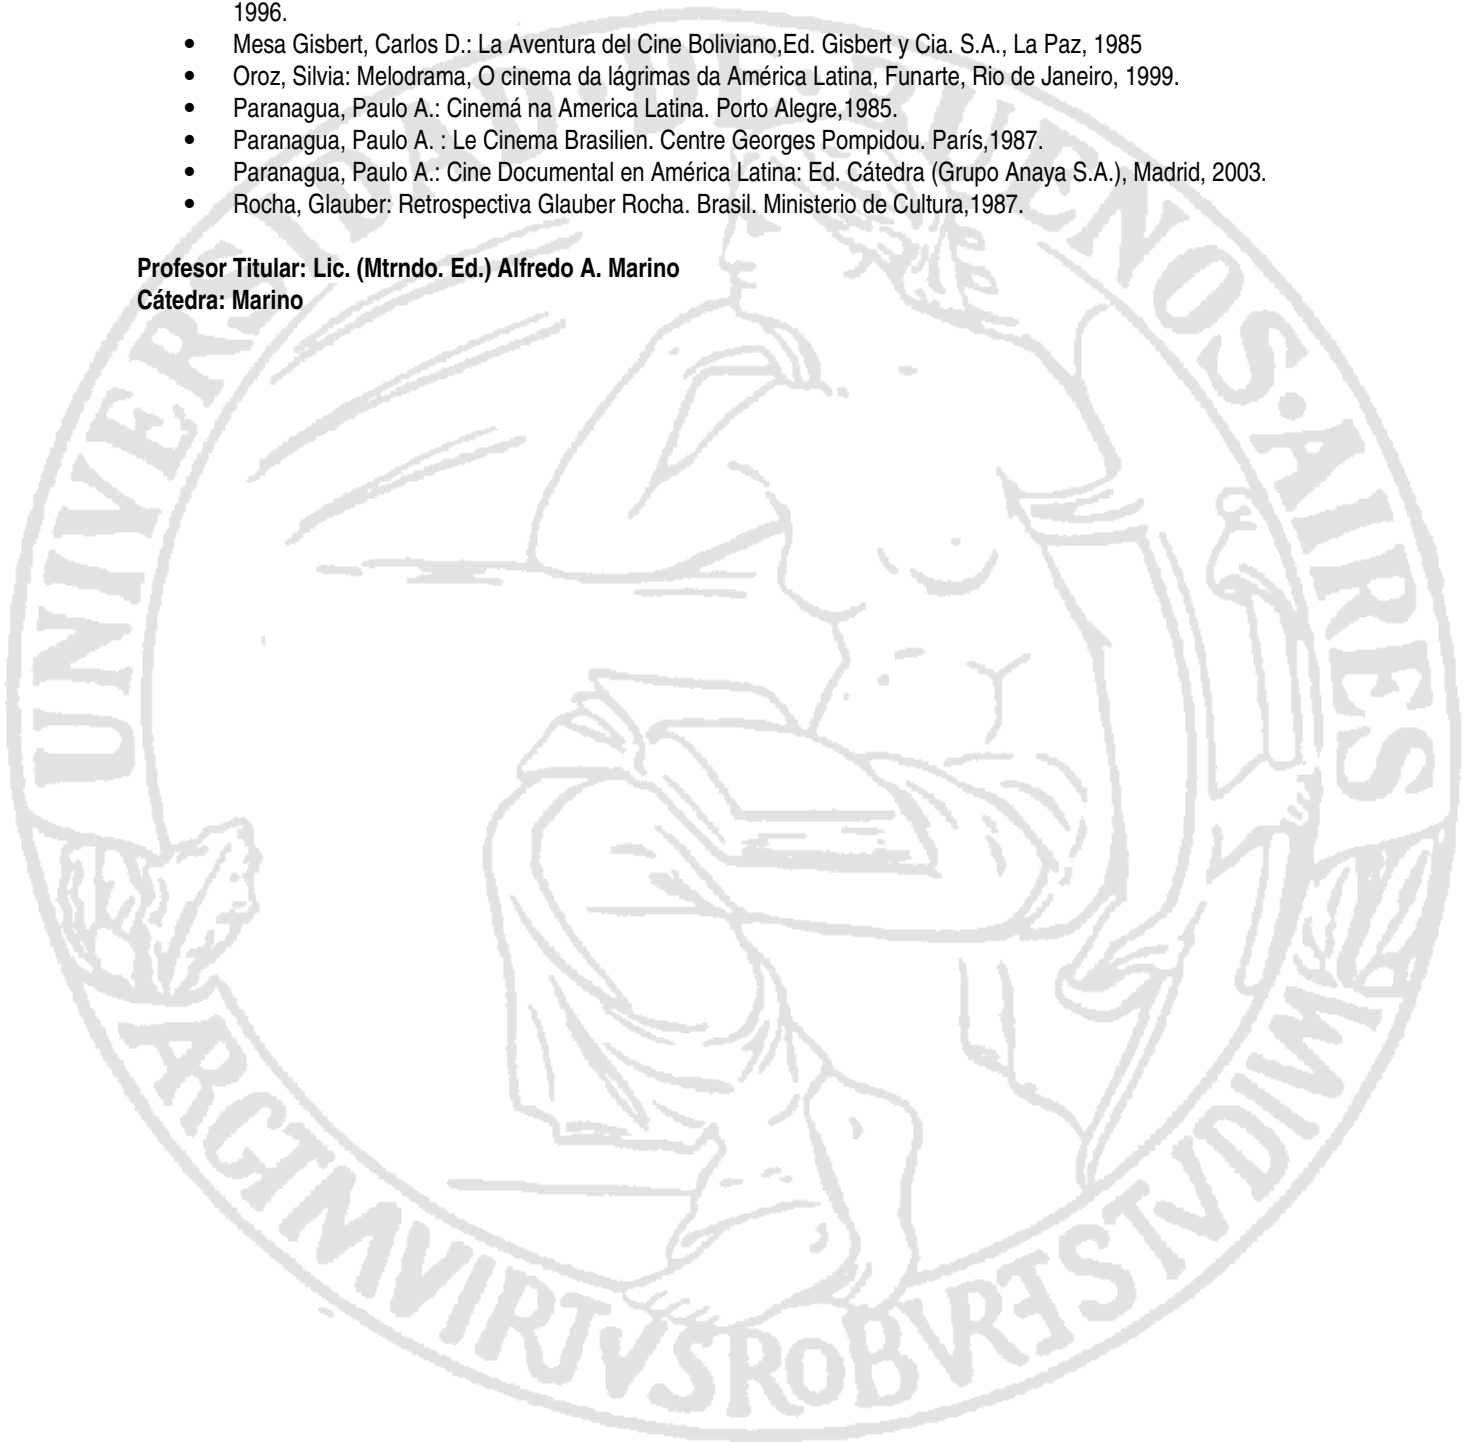 1996.
• Mesa Gisbert, Carlos D.: La Aventura del Cine Boliviano,Ed. Gisbert y Cia. S.A., La Paz, 1985
• Oroz, Silvia: Melodrama, O cinema da lágrimas da América Latina, Funarte, Rio de Janeiro, 1999.
• Paranagua, Paulo A.: Cinemá na America Latina. Porto Alegre,1985.
• Paranagua, Paulo A. : Le Cinema Brasilien. Centre Georges Pompidou. París,1987.
• Paranagua, Paulo A.: Cine Documental en América Latina: Ed. Cátedra (Grupo Anaya S.A.), Madrid, 2003.
• Rocha, Glauber: Retrospectiva Glauber Rocha. Brasil. Ministerio de Cultura,1987.
Profesor Titular: Lic. (Mtrndo. Ed.) Alfredo A. Marino
Cátedra: Marino
UNIVERSIDAD·DE·BUENOS·AIRES